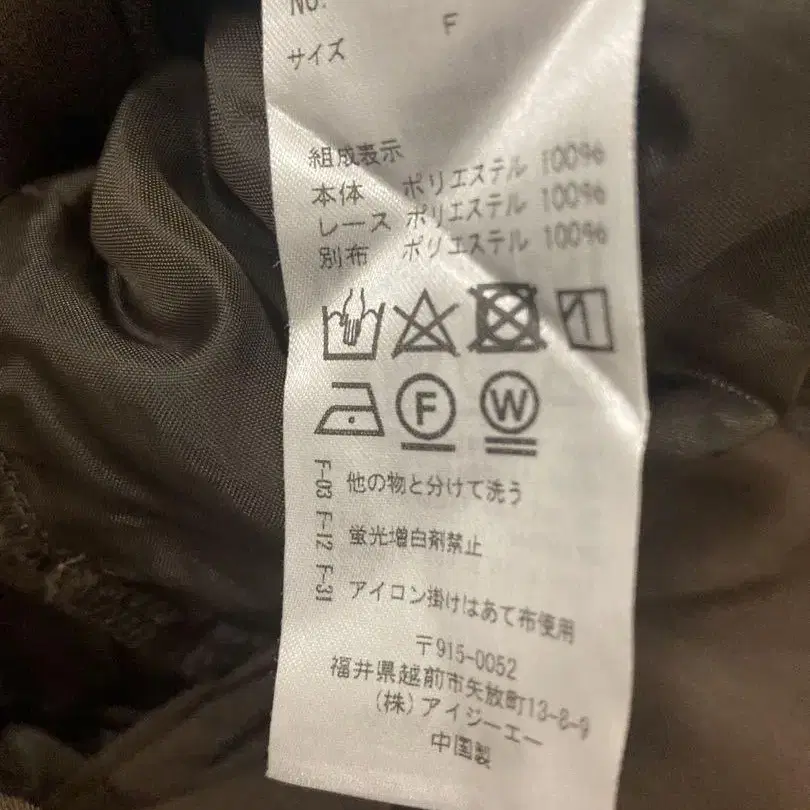 No.
F
サイズ
組成表示
本体 ポリエステル 100%
レース ポリエステル 100%
別布 ポリエステル 100%
F W
F-03 他の物と分けて洗う
F-12 蛍光増白剤禁止
F-31 アイロン掛けはあて布使用
〒915-0052
福井県越前市矢放町13-8-9
(株)アイジーエー
中国製